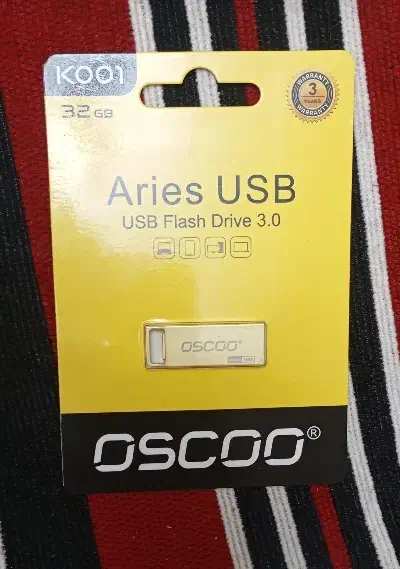 K001
32 GB
WARRANTY
3
YEARS
WARRANTY
Aries USB
USB Flash Drive 3.0
OSCOO®
OSCOO®